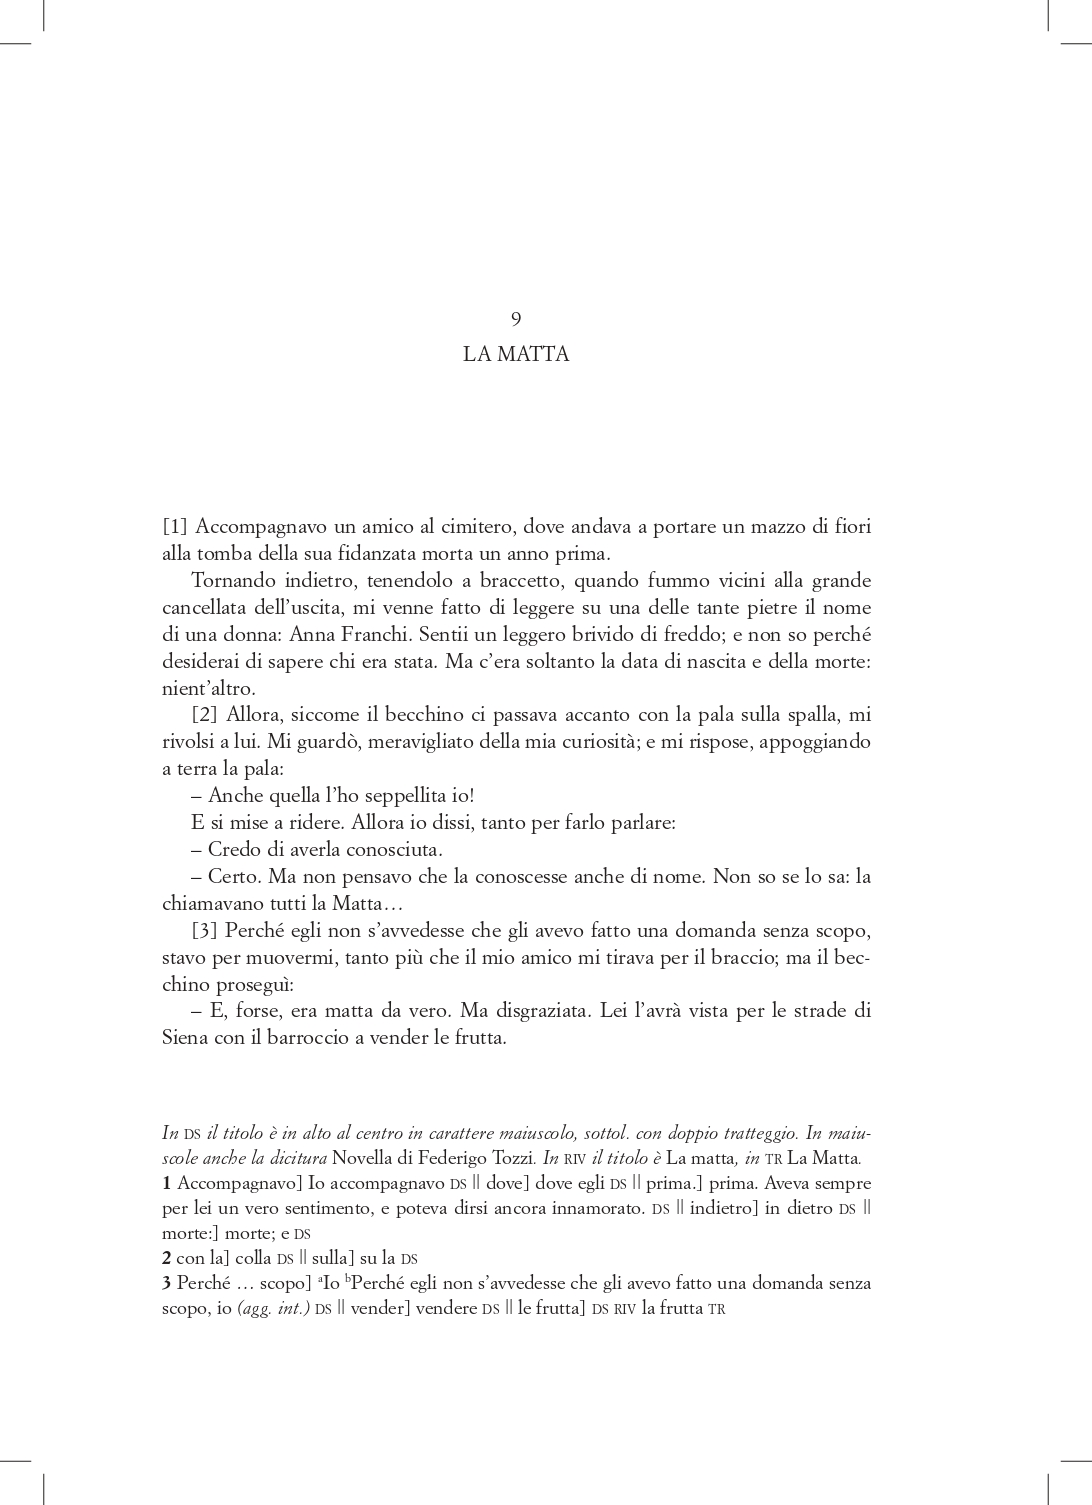 9
LA MATTA
[1] Accompagnavo un amico al cimitero, dove andava a portare un mazzo di fiori
alla tomba della sua fidanzata morta un anno prima.
Tornando indietro, tenendolo a braccetto, quando fummo vicini alla grande
cancellata dell’uscita, mi venne fatto di leggere su una delle tante pietre il nome
di una donna: Anna Franchi. Sentii un leggero brivido di freddo; e non so perché
desiderai di sapere chi era stata. Ma c’era soltanto la data di nascita e della morte:
nient’altro.
[2] Allora, siccome il becchino ci passava accanto con la pala sulla spalla, mi
rivolsi a lui. Mi guardò, meravigliato della mia curiosità; e mi rispose, appoggiando
a terra la pala:
– Anche quella l’ho seppellita io!
E si mise a ridere. Allora io dissi, tanto per farlo parlare:
– Credo di averla conosciuta.
– Certo. Ma non pensavo che la conoscesse anche di nome. Non so se lo sa: la
chiamavano tutti la Matta…
[3] Perché egli non s’avvedesse che gli avevo fatto una domanda senza scopo,
stavo per muovermi, tanto più che il mio amico mi tirava per il braccio; ma il bec-
chino proseguì:
– E, forse, era matta da vero. Ma disgraziata. Lei l’avrà vista per le strade di
Siena con il barroccio a vender le frutta.
In DS il titolo è in alto al centro in carattere maiuscolo, sottol. con doppio tratteggio. In maiu-
scole anche la dicitura Novella di Federigo Tozzi. In RIV il titolo è La matta, in TR La Matta.
1 Accompagnavo] Io accompagnavo DS || dove] dove egli DS || prima.] prima. Aveva sempre
per lei un vero sentimento, e poteva dirsi ancora innamorato. DS || indietro] in dietro DS ||
morte:] morte; e DS
2 con la] colla DS || sulla] su la DS
3 Perché … scopo] ᵃIo ᵇPerché egli non s’avvedesse che gli avevo fatto una domanda senza
scopo, io (agg. int.) DS || vender] vendere DS || le frutta] DS RIV la frutta TR